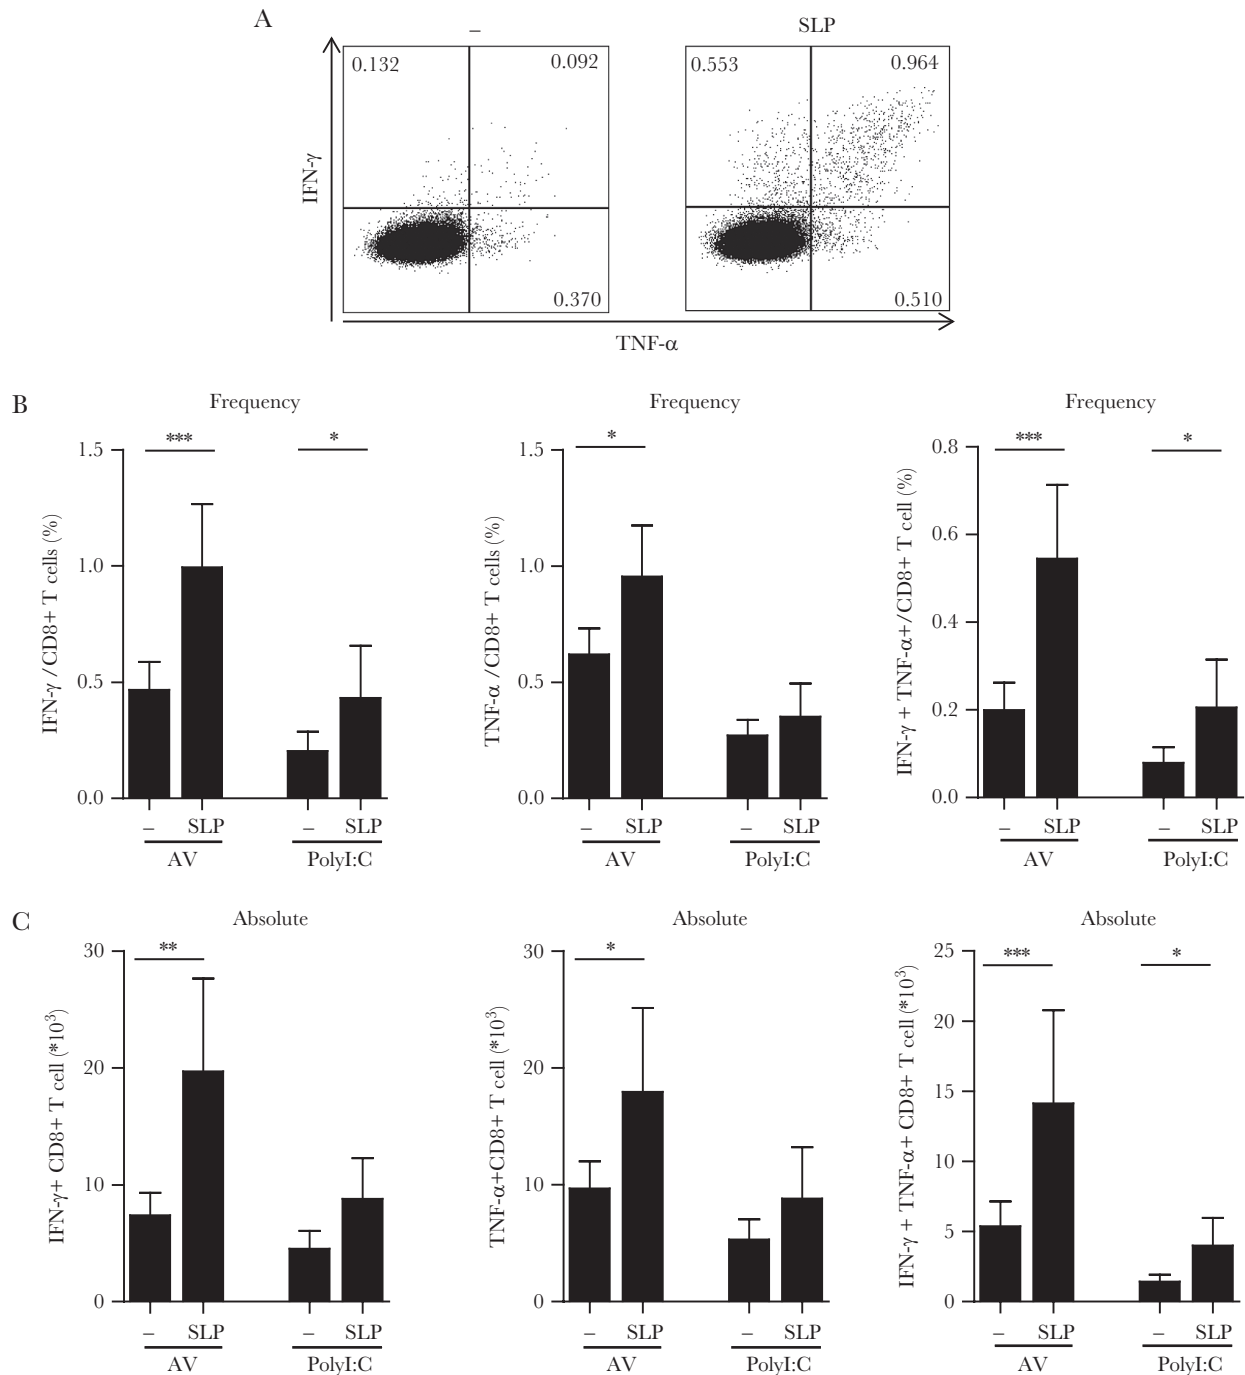 A
–
SLP
0.132
0.092
0.553
0.964
IFN-γ
0.370
0.510
TNF-α
B
Frequency
Frequency
Frequency
***
*
*
***
*
IFN-γ /CD8+ T cells (%)
1.5
1.0
0.5
0.0
TNF-α /CD8+ T cells (%)
1.5
1.0
0.5
0.0
IFN-γ + TNF-α+/CD8+ T cell (%)
0.8
0.6
0.4
0.2
0.0
– SLP – SLP
AV PolyI:C
– SLP – SLP
AV PolyI:C
– SLP – SLP
AV PolyI:C
C
Absolute
Absolute
Absolute
**
*
***
*
IFN-γ+ CD8+ T cell (*10³)
30
20
10
0
TNF-α+CD8+ T cell (*10³)
30
20
10
0
IFN-γ + TNF-α+ CD8+ T cell (*10³)
25
20
15
10
5
0
– SLP – SLP
AV PolyI:C
– SLP – SLP
AV PolyI:C
– SLP – SLP
AV PolyI:C